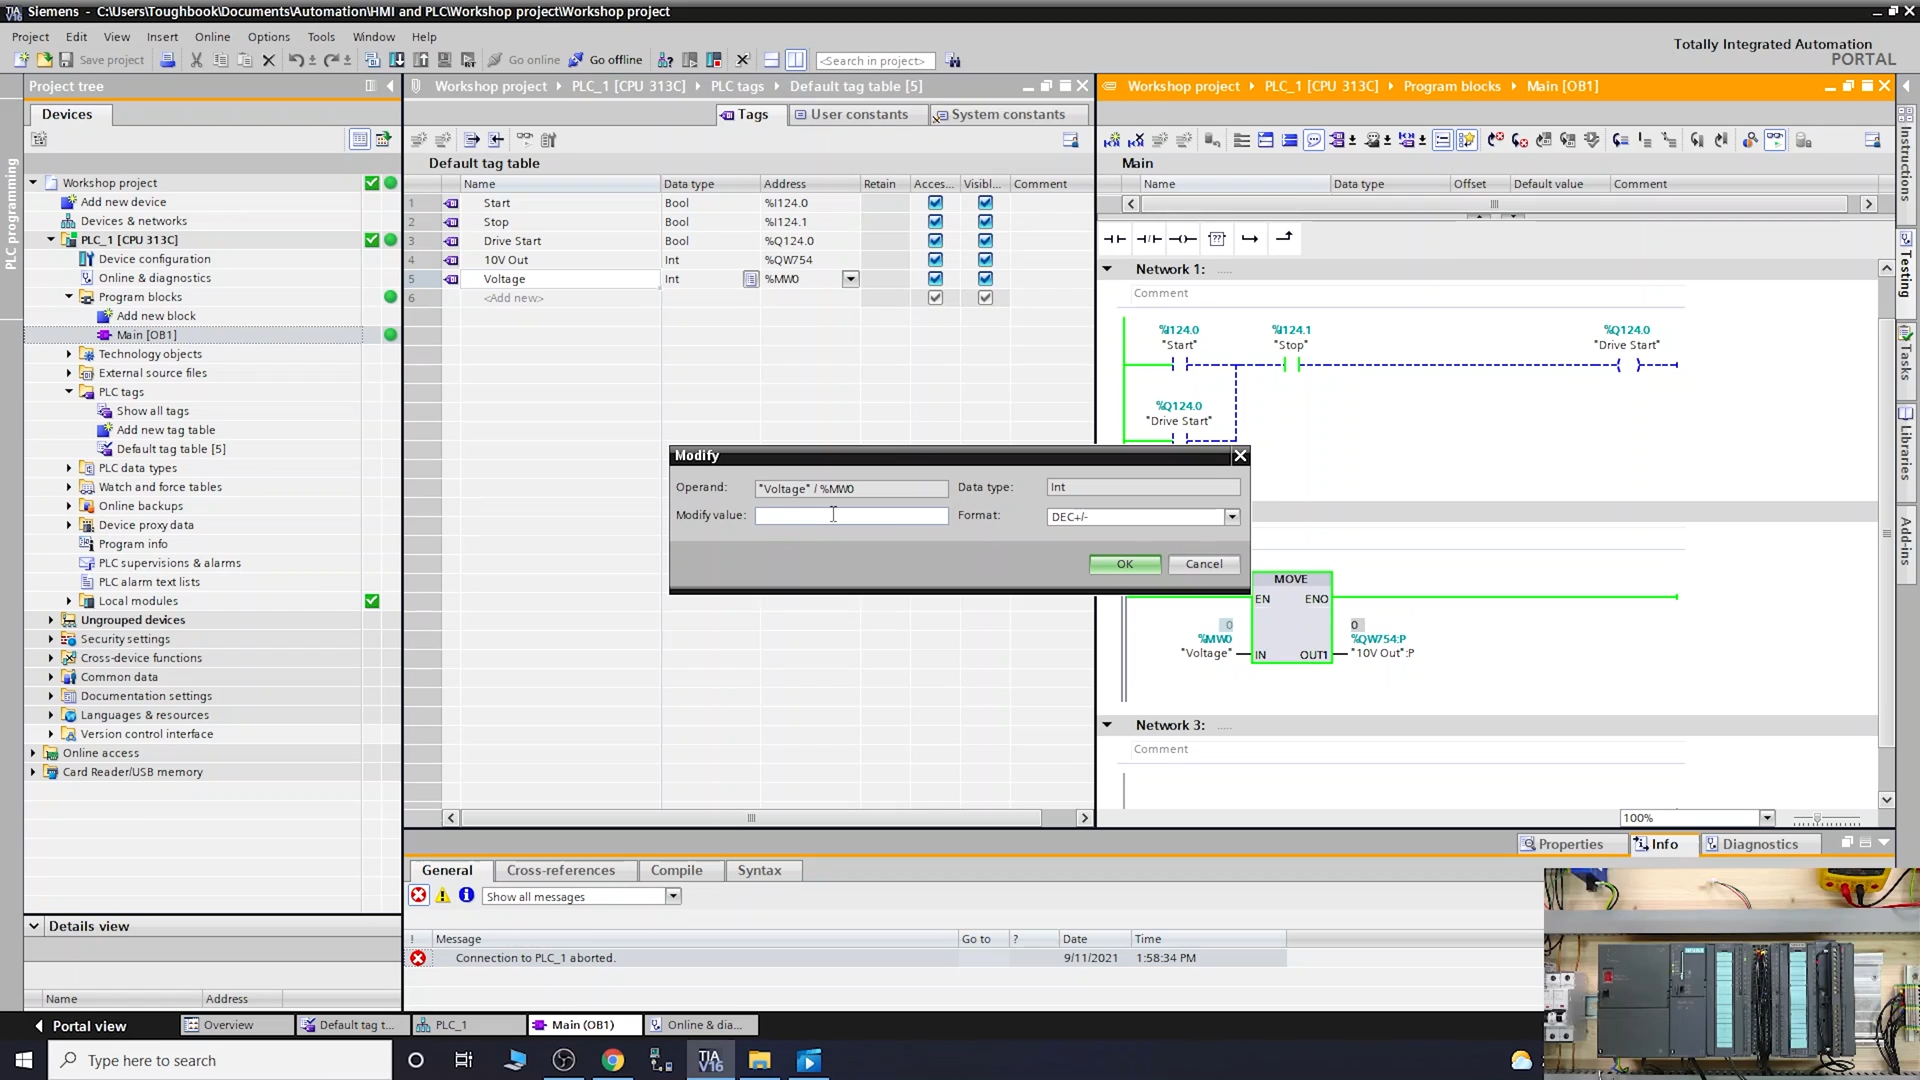 Siemens - C:\Users\Toughbook\Documents\Automation\HMI and PLC\Workshop project\Workshop project
Project Edit View Insert Online Options Tools Window Help
Totally Integrated Automation
PORTAL
Save project
Go online
Go offline
<Search in project>
Project tree
Devices
PLC programming
Workshop project
Add new device
Devices & networks
PLC_1 [CPU 313C]
Device configuration
Online & diagnostics
Program blocks
Add new block
Main [OB1]
Technology objects
External source files
PLC tags
Show all tags
Add new tag table
Default tag table [5]
PLC data types
Watch and force tables
Online backups
Device proxy data
Program info
PLC supervisions & alarms
PLC alarm text lists
Local modules
Ungrouped devices
Security settings
Cross-device functions
Common data
Documentation settings
Languages & resources
Version control interface
Online access
Card Reader/USB memory
Details view
Name Address
Workshop project PLC_1 [CPU 313C] PLC tags Default tag table [5]
Tags User constants System constants
Default tag table
Name Data type Address Retain Acces... Visibl... Comment
1 Start Bool %I124.0
2 Stop Bool %I124.1
3 Drive Start Bool %Q124.0
4 10V Out Int %QW754
5 Voltage Int %MW0
6 <Add new>
Workshop project PLC_1 [CPU 313C] Program blocks Main [OB1]
Main
Name Data type Offset Default value Comment
??
Network 1: .....
Comment
%I124.0 %I124.1 %Q124.0
"Start" "Stop" "Drive Start"
%Q124.0
"Drive Start"
Modify
Operand: "Voltage" / %MW0 Data type: Int
Modify value: Format: DEC+/-
OK Cancel
MOVE
EN ENO
0 0
%MW0 %QW754:P
"Voltage" IN OUT1 "10V Out":P
Network 3: .....
Comment
100%
Instructions
Testing
Tasks
Libraries
Add-ins
Properties Info Diagnostics
General Cross-references Compile Syntax
Show all messages
! Message Go to ? Date Time
Connection to PLC_1 aborted. 9/11/2021 1:58:34 PM
Portal view Overview Default tag t... PLC_1 Main (OB1) Online & dia...
Type here to search
TIA
V16